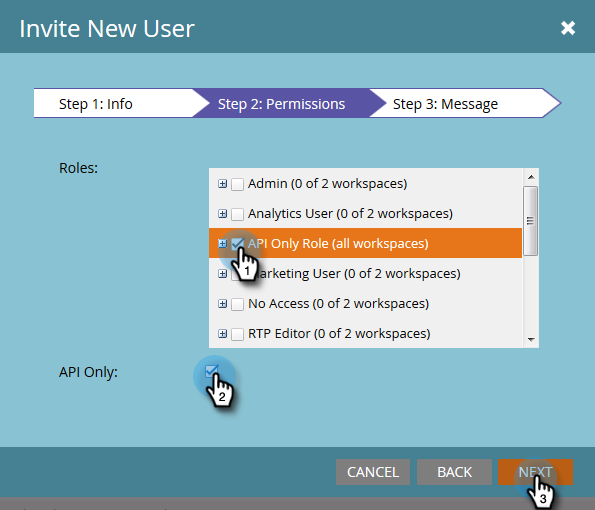 Invite New User
Step 1: Info
Step 2: Permissions
Step 3: Message
Roles:
Admin (0 of 2 workspaces)
Analytics User (0 of 2 workspaces)
API Only Role (all workspaces)
1
Marketing User (0 of 2 workspaces)
No Access (0 of 2 workspaces)
RTP Editor (0 of 2 workspaces)
API Only:
2
CANCEL
BACK
NEXT
3